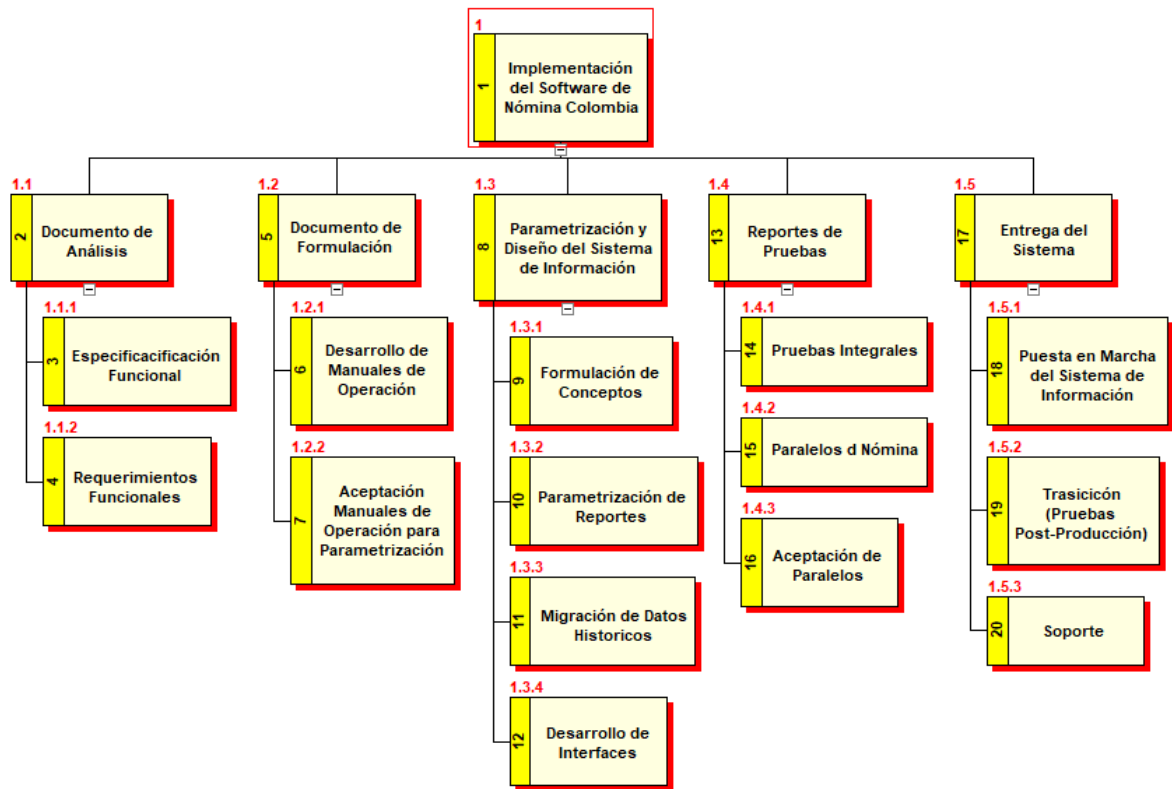 1
1
Implementación
del Software de
Nómina Colombia
1.1
2
Documento de
Análisis
1.1.1
3
Especificacificación
Funcional
1.1.2
4
Requerimientos
Funcionales
1.2
5
Documento de
Formulación
1.2.1
6
Desarrollo de
Manuales de
Operación
1.2.2
7
Aceptación
Manuales de
Operación para
Parametrización
1.3
8
Parametrización y
Diseño del Sistema
de Información
1.3.1
9
Formulación de
Conceptos
1.3.2
10
Parametrización de
Reportes
1.3.3
11
Migración de Datos
Historicos
1.3.4
12
Desarrollo de
Interfaces
1.4
13
Reportes de
Pruebas
1.4.1
14
Pruebas Integrales
1.4.2
15
Paralelos d Nómina
1.4.3
16
Aceptación de
Paralelos
1.5
17
Entrega del
Sistema
1.5.1
18
Puesta en Marcha
del Sistema de
Información
1.5.2
19
Trasicicón
(Pruebas
Post-Producción)
1.5.3
20
Soporte